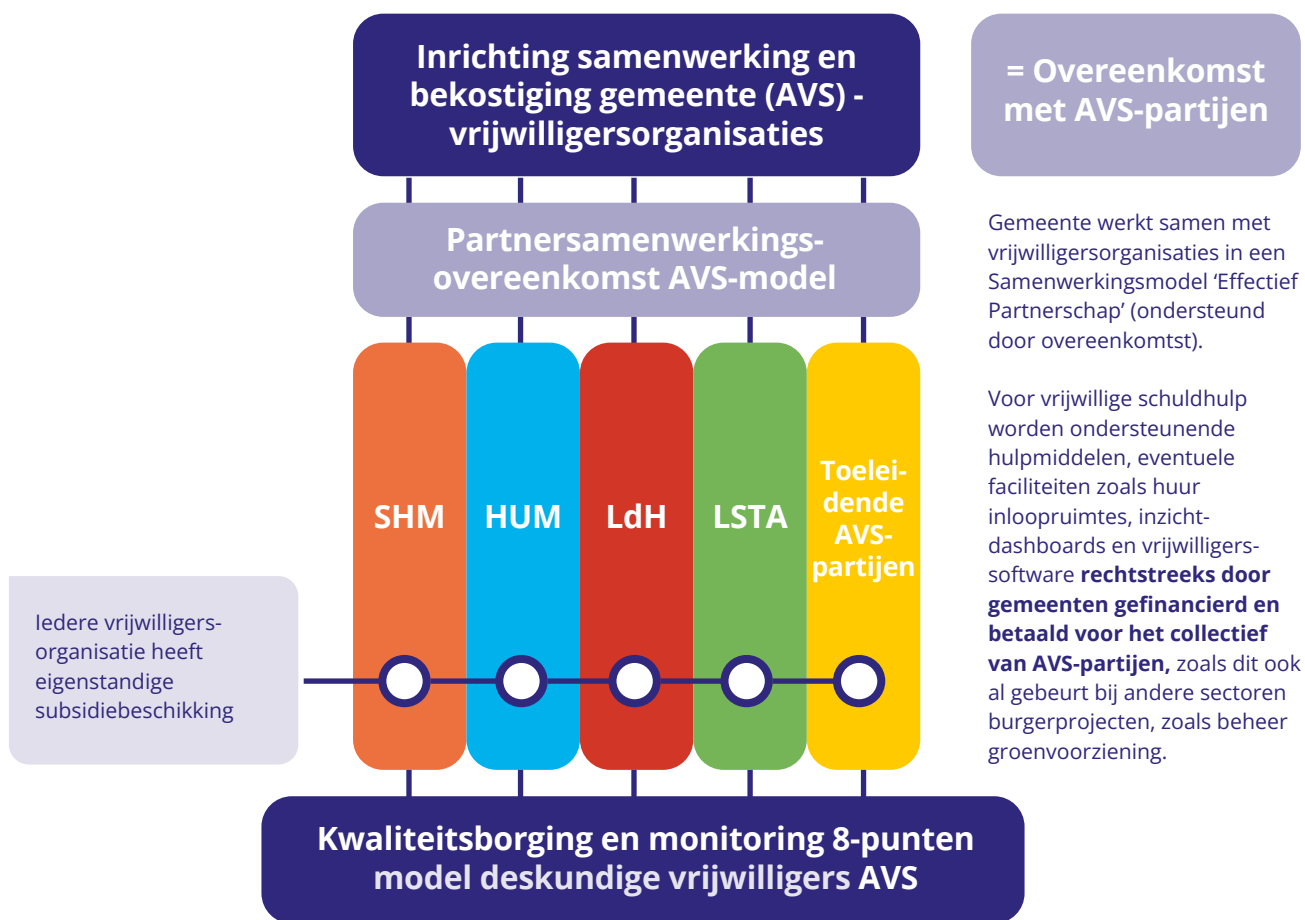 Inrichting samenwerking en
bekostiging gemeente (AVS) -
vrijwilligersorganisaties
= Overeenkomst
met AVS-partijen
Partnersamenwerkings-
overeenkomst AVS-model
SHM
HUM
LdH
LSTA
Toelei-
dende
AVS-
partijen
Iedere vrijwilligers-
organisatie heeft
eigenstandige
subsidiebeschikking
Gemeente werkt samen met
vrijwilligersorganisaties in een
Samenwerkingsmodel ‘Effectief
Partnerschap’ (ondersteund
door overeenkomtst).
Voor vrijwillige schuldhulp
worden ondersteunende
hulpmiddelen, eventuele
faciliteiten zoals huur
inloopruimtes, inzicht-
dashboards en vrijwilligers-
software rechtstreeks door
gemeenten gefinancierd en
betaald voor het collectief
van AVS-partijen, zoals dit ook
al gebeurt bij andere sectoren
burgerprojecten, zoals beheer
groenvoorziening.
Kwaliteitsborging en monitoring 8-punten
model deskundige vrijwilligers AVS